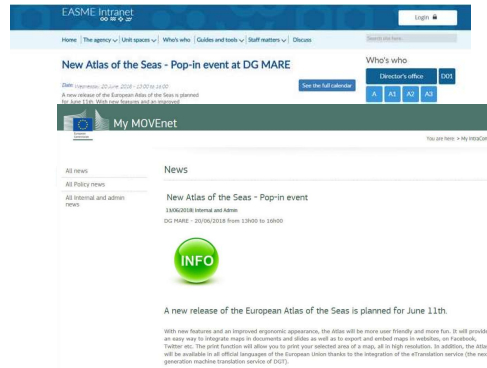 EASME Intranet
Login
Home The agency Unit spaces Who's who Guides and tools Staff matters Discuss
New Atlas of the Seas - Pop-in event at DG MARE
Who's who
Director's office D01
Wednesday, 20 June, 2018 - 13:00 to 16:00
See the full calendar
A A1 A2 A3
A new release of the European Atlas of the Seas is planned
for June 11th. With new features and an improved
My MOVEnet
European
Commission
You are here: > My IntraCom
All news
All Policy news
All Internal and admin
news
News
New Atlas of the Seas - Pop-in event
13/06/2018| Internal and Admin
DG MARE - 20/06/2018 from 13h00 to 16h00
INFO
A new release of the European Atlas of the Seas is planned for June 11th.
With new features and an improved ergonomic appearance, the Atlas will be more user friendly and more fun. It will provide
an easy way to integrate maps in documents and slides as well as to export and embed maps in websites, on Facebook,
Twitter etc. The print function will allow you to print your selected area of a map, all in high resolution. In addition, the Atlas
will be available in all official languages of the European Union thanks to the integration of the eTranslation service (the next
generation machine translation service of DGT).